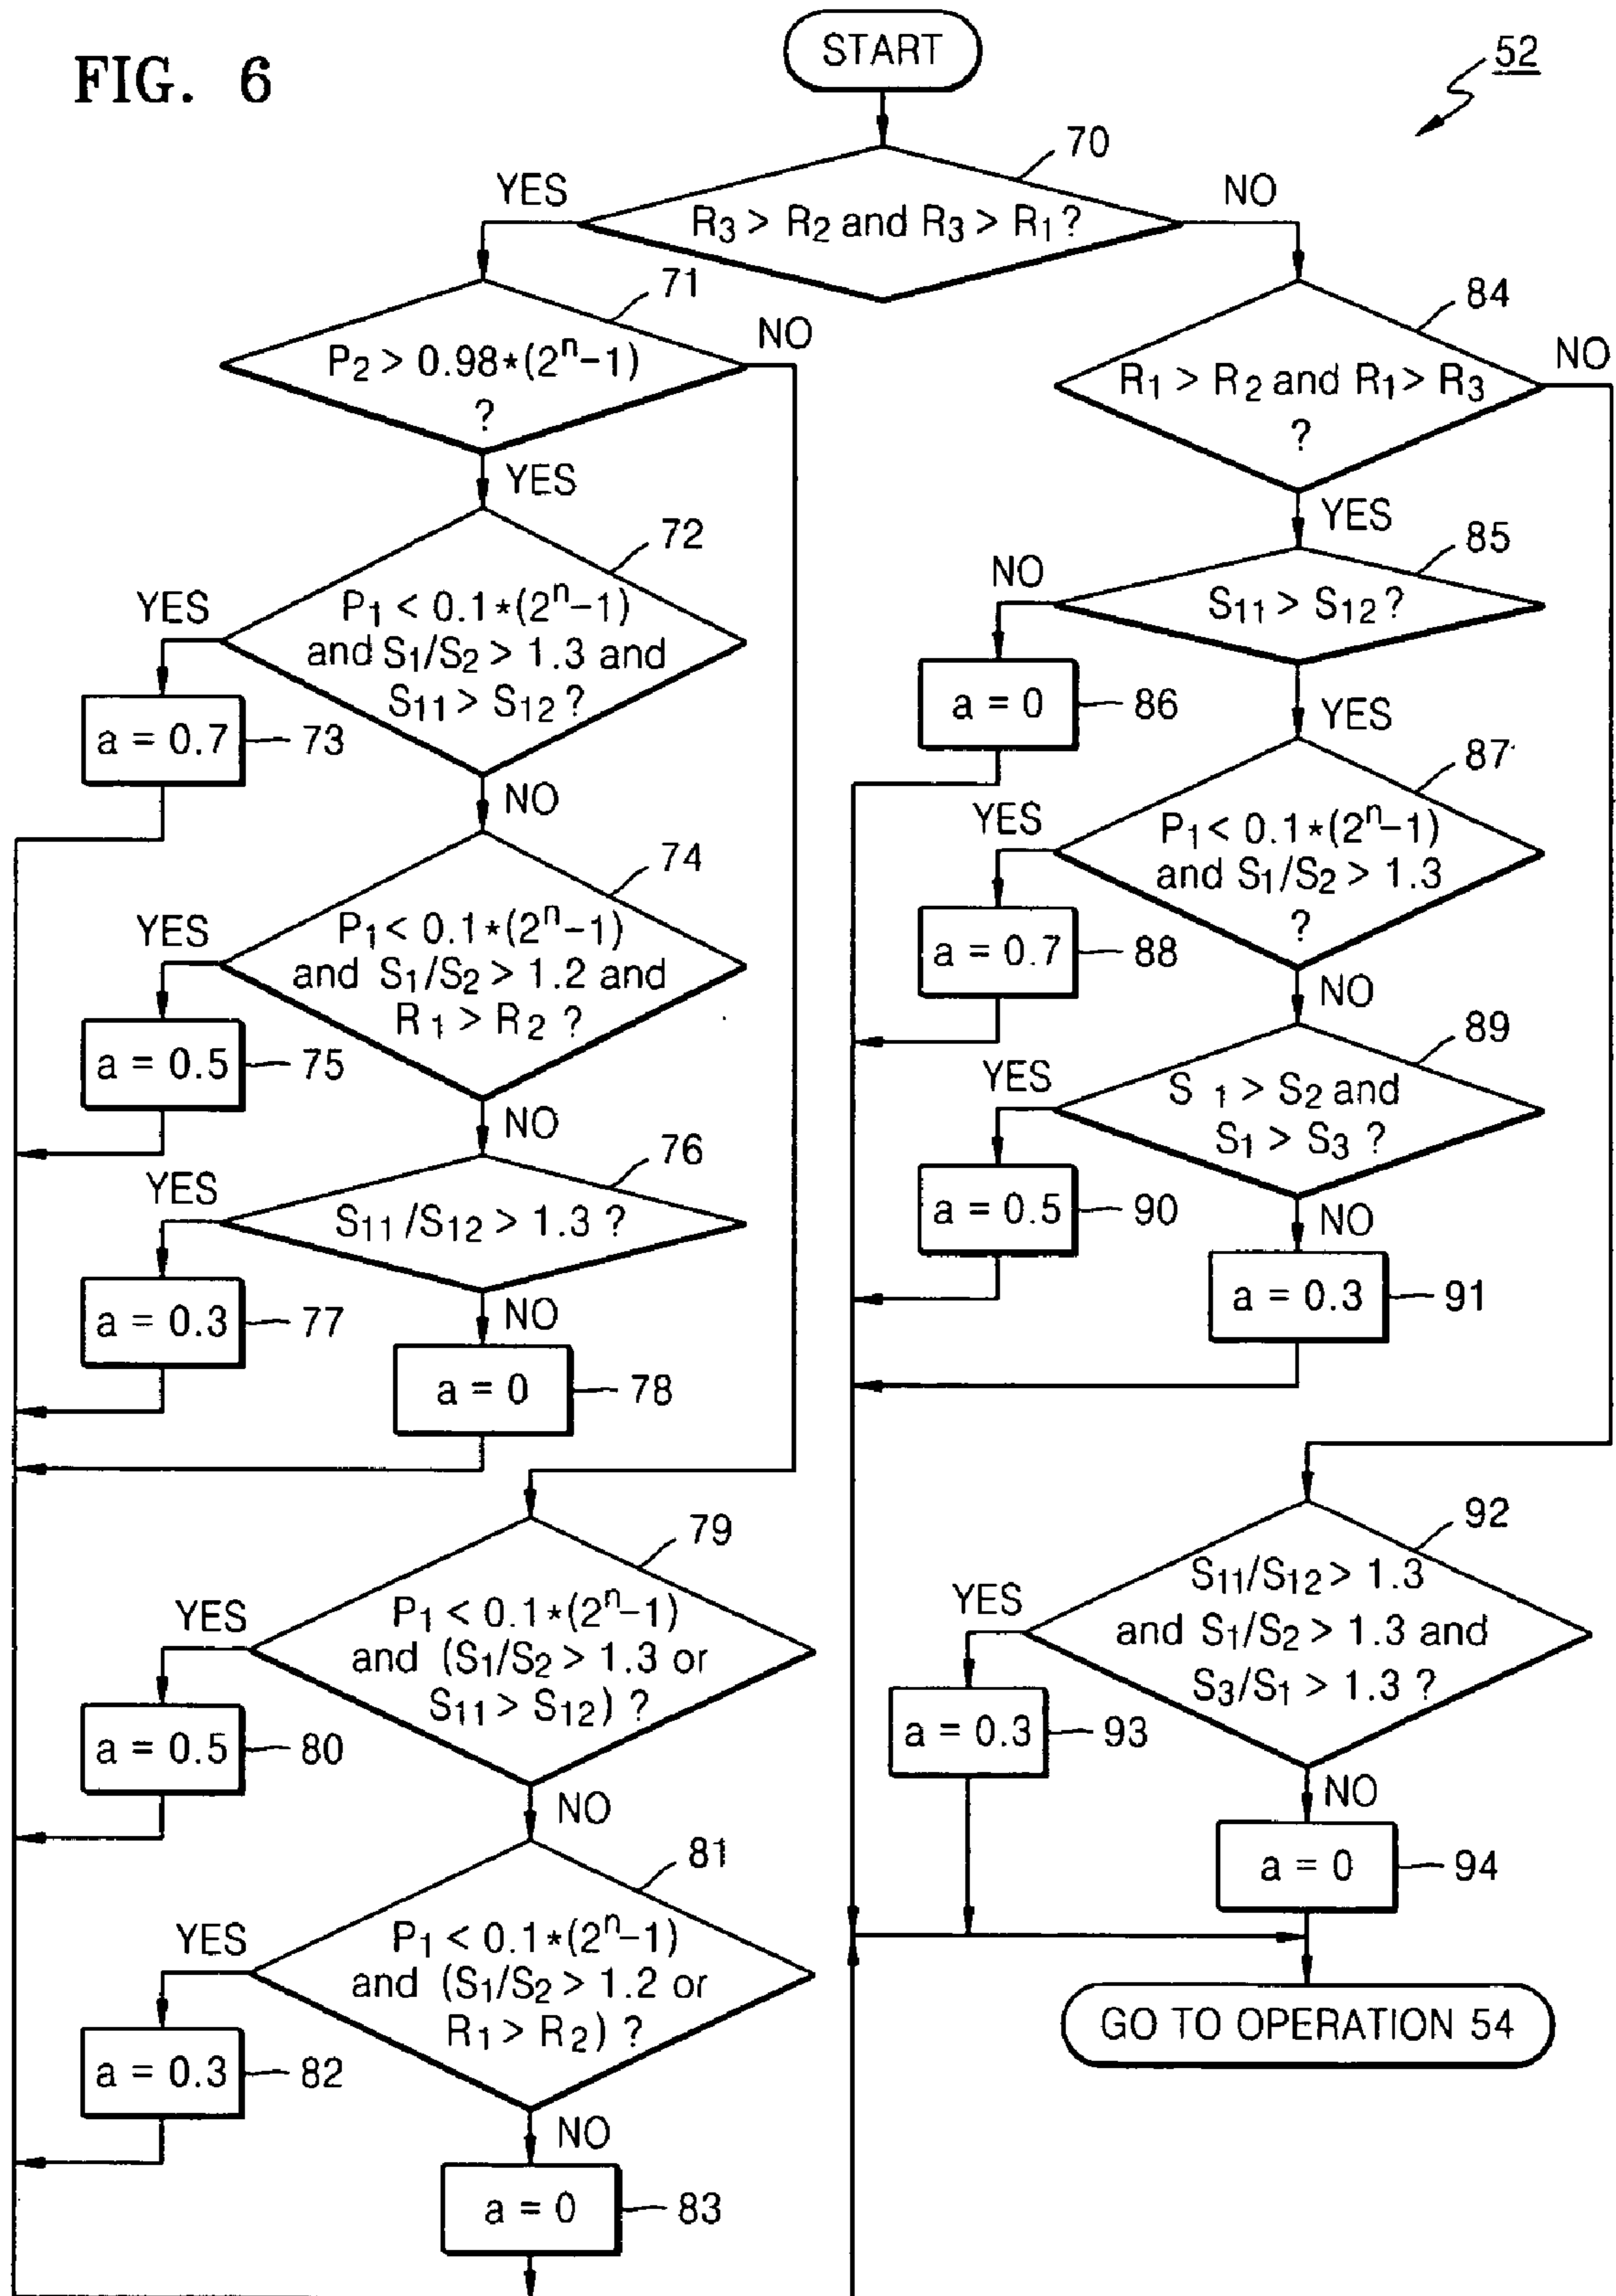 FIG. 6
START
52
70
YES
R₃ > R₂ and R₃ > R₁ ?
NO
71
P₂ > 0.98*(2ⁿ–1)
?
NO
YES
72
YES
P₁ < 0.1*(2ⁿ–1)
and S₁/S₂ > 1.3 and
S₁₁ > S₁₂ ?
a = 0.7
73
NO
74
YES
P₁ < 0.1*(2ⁿ–1)
and S₁/S₂ > 1.2 and
R₁ > R₂ ?
a = 0.5
75
NO
76
YES
S₁₁/S₁₂ > 1.3 ?
a = 0.3
77
NO
a = 0
78
79
YES
P₁ < 0.1*(2ⁿ–1)
and (S₁/S₂ > 1.3 or
S₁₁ > S₁₂) ?
a = 0.5
80
NO
81
YES
P₁ < 0.1*(2ⁿ–1)
and (S₁/S₂ > 1.2 or
R₁ > R₂) ?
a = 0.3
82
NO
a = 0
83
84
R₁ > R₂ and R₁ > R₃
?
NO
YES
85
NO
S₁₁ > S₁₂ ?
a = 0
86
YES
87
YES
P₁ < 0.1*(2ⁿ–1)
and S₁/S₂ > 1.3
?
a = 0.7
88
NO
89
YES
S ₁ > S₂ and
S₁ > S₃ ?
a = 0.5
90
NO
a = 0.3
91
92
YES
S₁₁/S₁₂ > 1.3
and S₁/S₂ > 1.3 and
S₃/S₁ > 1.3 ?
a = 0.3
93
NO
a = 0
94
GO TO OPERATION 54